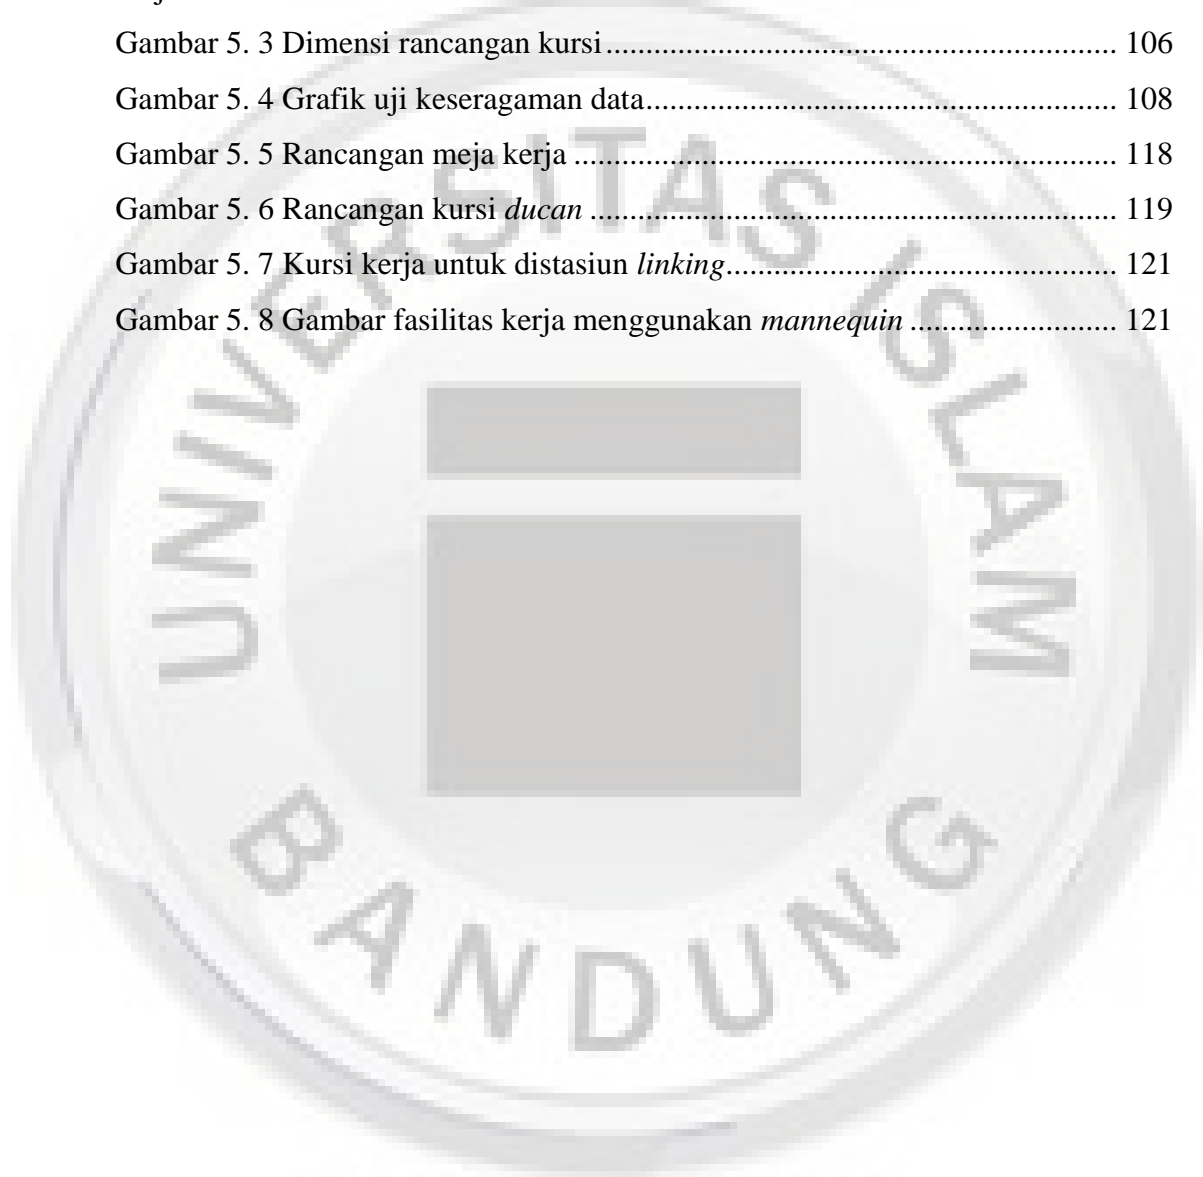 Gambar 5. 3 Dimensi rancangan kursi ................................................................ 106
Gambar 5. 4 Grafik uji keseragaman data........................................................... 108
Gambar 5. 5 Rancangan meja kerja .................................................................... 118
Gambar 5. 6 Rancangan kursi ducan .................................................................. 119
Gambar 5. 7 Kursi kerja untuk distasiun linking................................................. 121
Gambar 5. 8 Gambar fasilitas kerja menggunakan mannequin .......................... 121
UNIVERSITAS ISLAM
BANDUNG